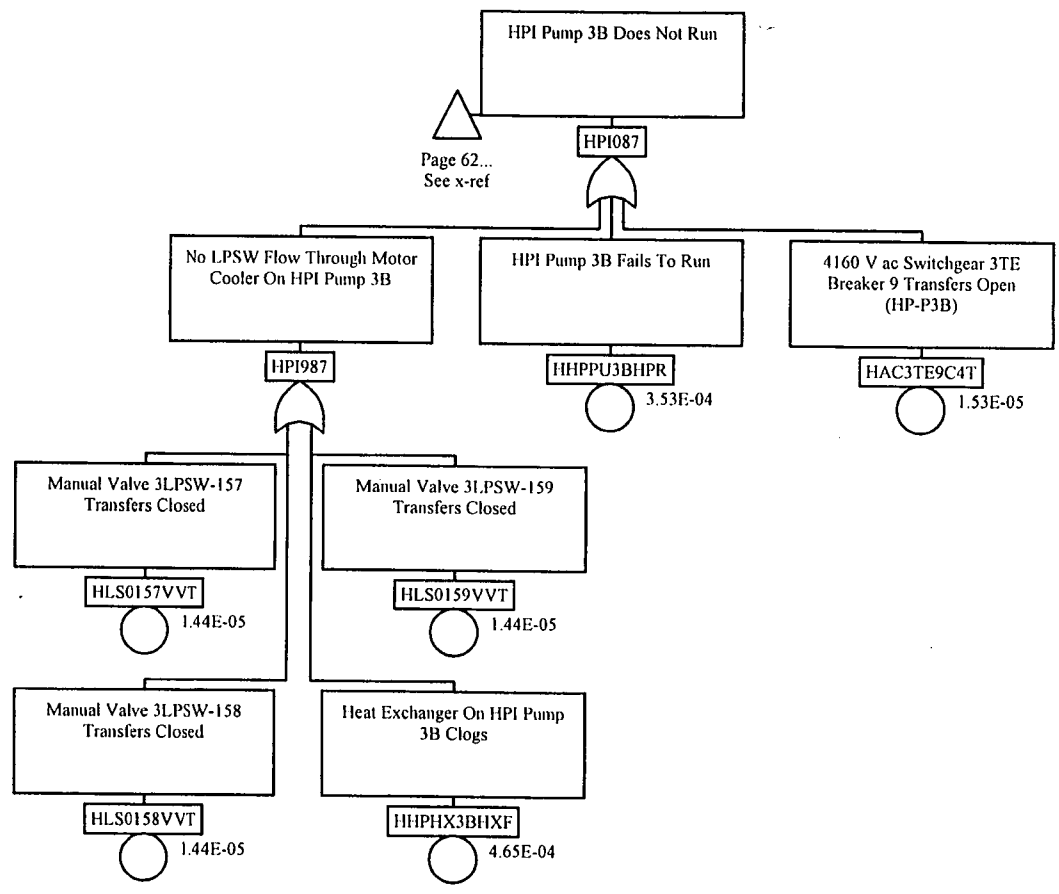 HPI Pump 3B Does Not Run
HPI087
Page 62...
See x-ref
No LPSW Flow Through Motor
Cooler On HPI Pump 3B
HPI987
HPI Pump 3B Fails To Run
HHPPU3BHPR
3.53E-04
4160 V ac Switchgear 3TE
Breaker 9 Transfers Open
(HP-P3B)
HAC3TE9C4T
1.53E-05
Manual Valve 3LPSW-157
Transfers Closed
HLS0157VVT
1.44E-05
Manual Valve 3LPSW-159
Transfers Closed
HLS0159VVT
1.44E-05
Manual Valve 3LPSW-158
Transfers Closed
HLS0158VVT
1.44E-05
Heat Exchanger On HPI Pump
3B Clogs
HHPHX3BHXF
4.65E-04